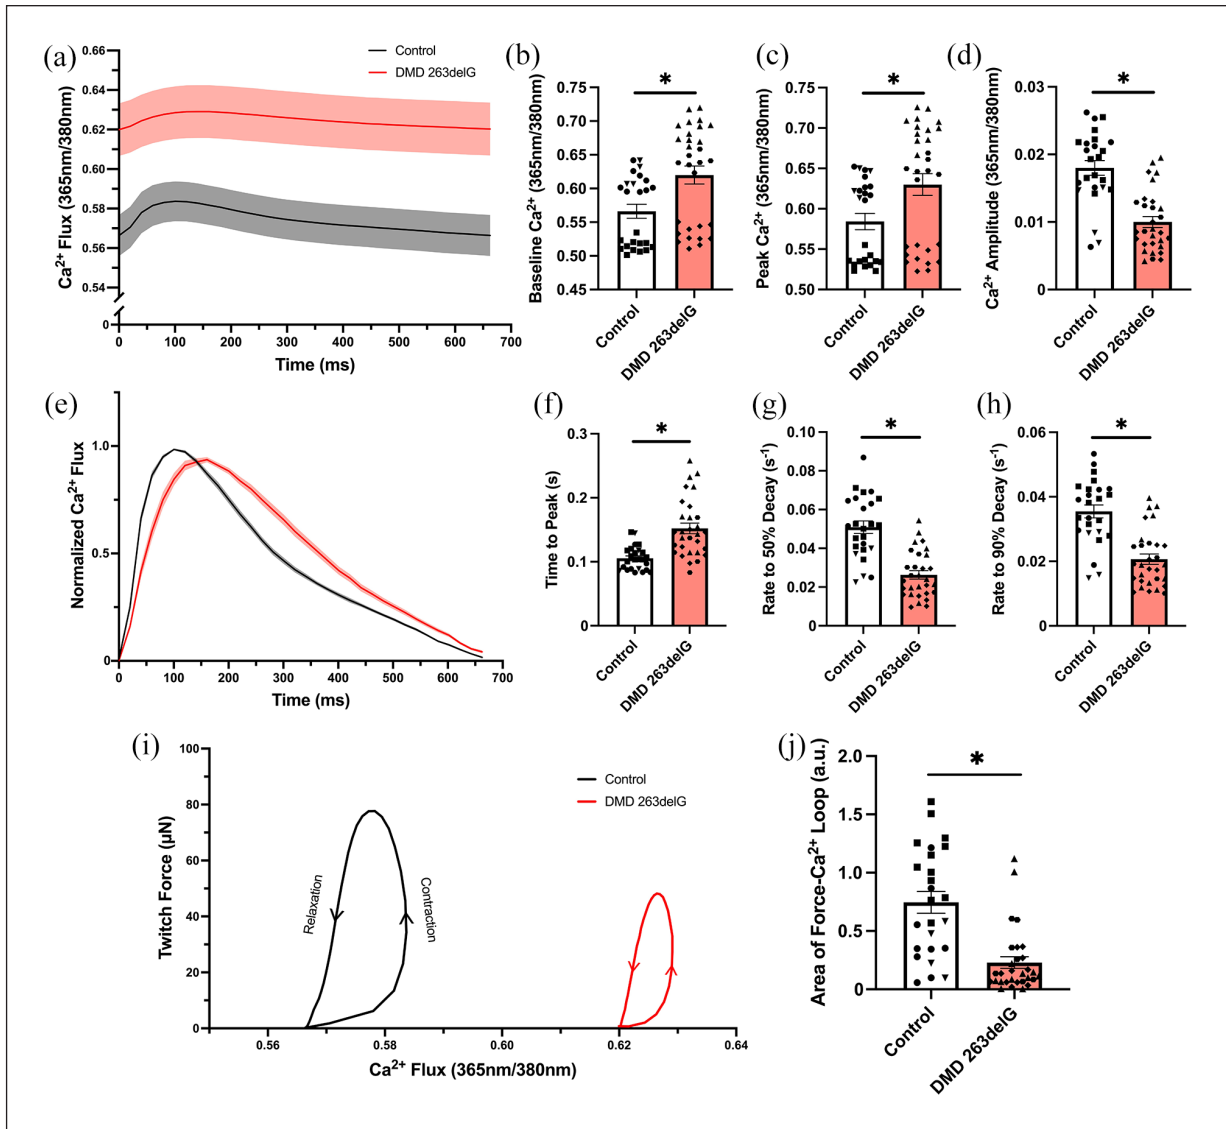 (a)
Control
DMD 263delG
Ca²⁺ Flux (365nm/380nm)
0.66
0.64
0.62
0.60
0.58
0.56
0.54
0
0 100 200 300 400 500 600 700
Time (ms)
(b)
*
Baseline Ca²⁺ (365nm/380nm)
0.75
0.70
0.65
0.60
0.55
0.50
0.45
Control
DMD 263delG
(c)
*
Peak Ca²⁺ (365nm/380nm)
0.75
0.70
0.65
0.60
0.55
0.50
Control
DMD 263delG
(d)
*
Ca²⁺ Amplitude (365nm/380nm)
0.03
0.02
0.01
0
Control
DMD 263delG
(e)
Normalized Ca²⁺ Flux
1.0
0.5
0
0 100 200 300 400 500 600 700
Time (ms)
(f)
*
Time to Peak (s)
0.3
0.2
0.1
0
Control
DMD 263delG
(g)
*
Rate to 50% Decay (s⁻¹)
0.10
0.08
0.06
0.04
0.02
0
Control
DMD 263delG
(h)
*
Rate to 90% Decay (s⁻¹)
0.06
0.04
0.02
0
Control
DMD 263delG
(i)
Twitch Force (µN)
100
80
60
40
20
0
Relaxation
Contraction
Control
DMD 263delG
0.56 0.58 0.60 0.62 0.64
Ca²⁺ Flux (365nm/380nm)
(j)
*
Area of Force-Ca²⁺ Loop (a.u.)
2.0
1.5
1.0
0.5
0
Control
DMD 263delG